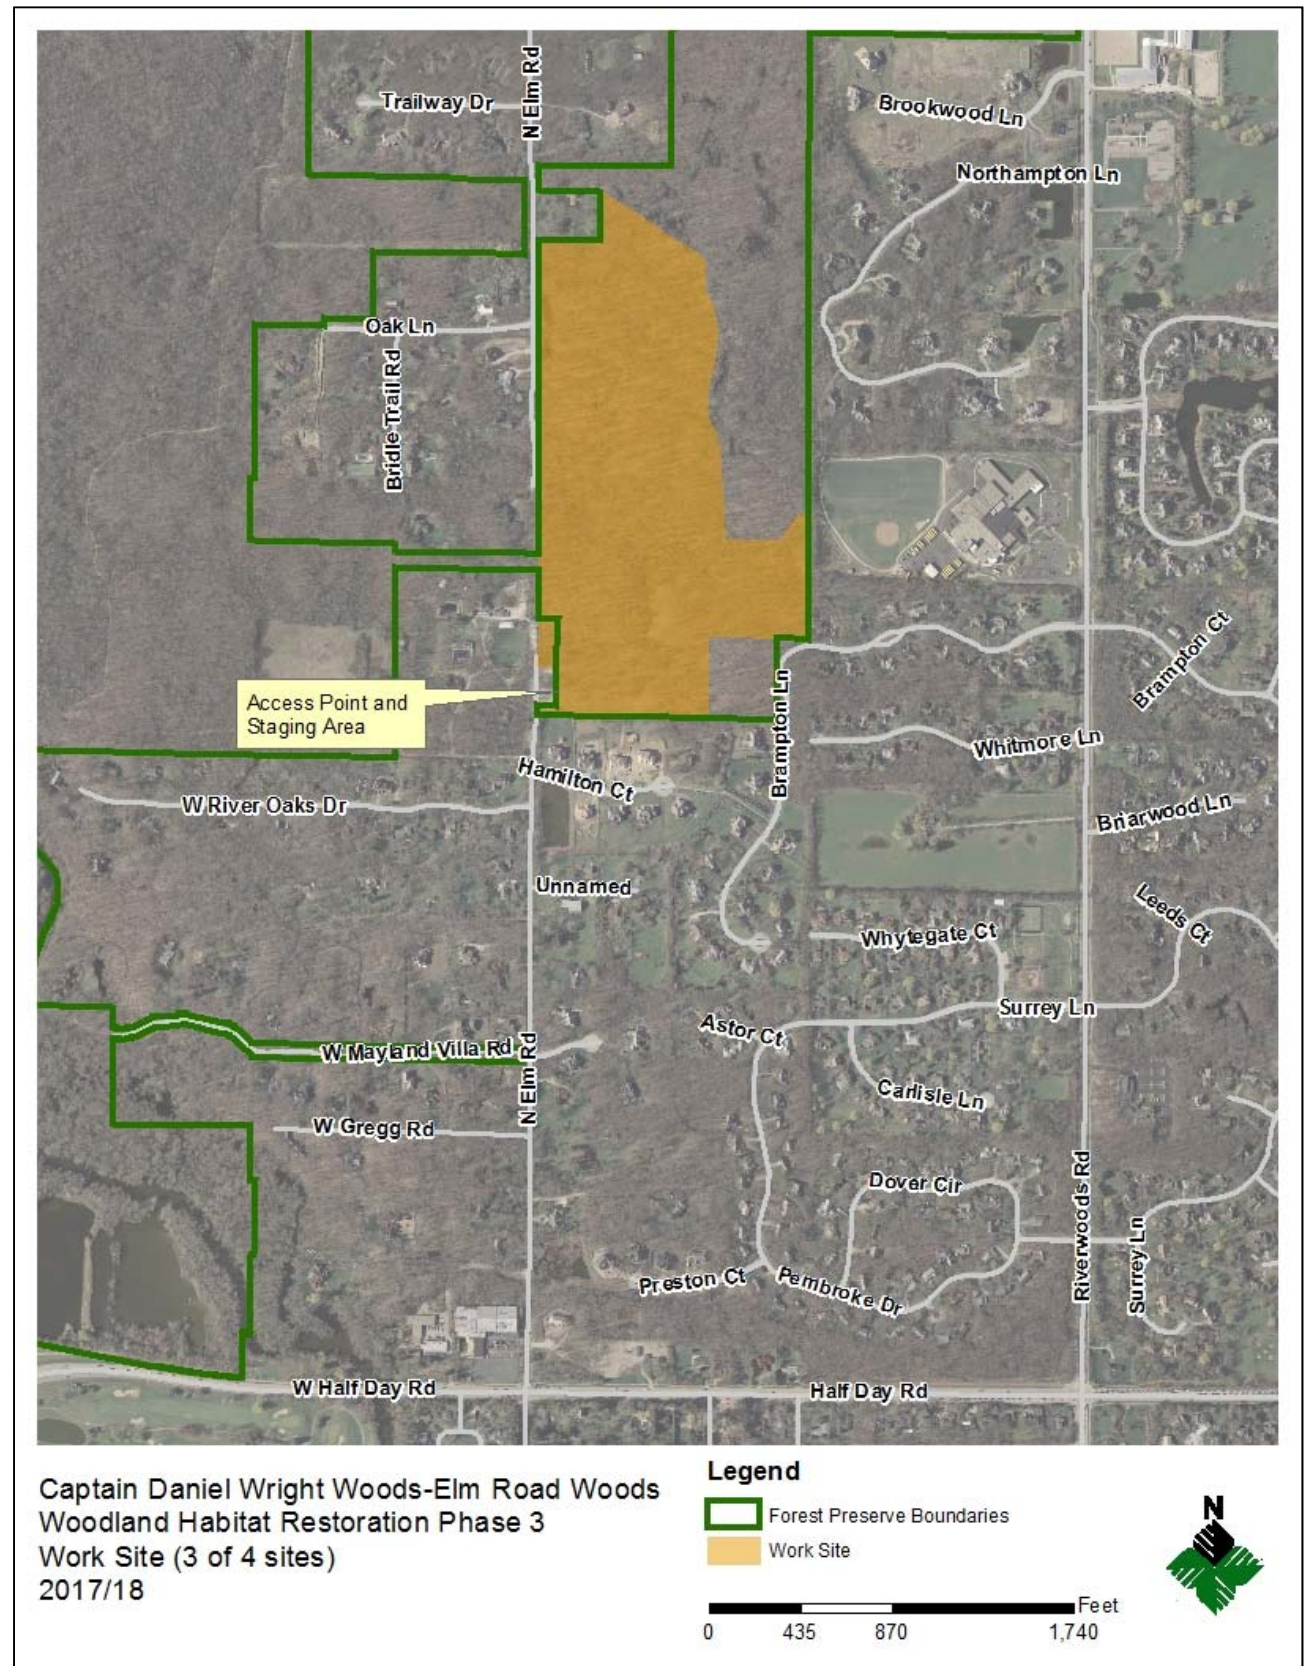 Trailway Dr
N Elm Rd
Brookwood Ln
Northampton Ln
Oak Ln
Bridle Trail Rd
Brampton Ct
Access Point and
Staging Area
Brampton Ln
Whitmore Ln
Hamilton Ct
W River Oaks Dr
Briarwood Ln
Unnamed
Leeds Ct
Whytegate Ct
Surrey Ln
Astor Ct
W Mayland Villa Rd
N Elm Rd
Carlisle Ln
W Gregg Rd
Dover Cir
Riverwoods Rd
Surrey Ln
Preston Ct
Pembroke Dr
W Half Day Rd
Half Day Rd
Captain Daniel Wright Woods-Elm Road Woods
Woodland Habitat Restoration Phase 3
Work Site (3 of 4 sites)
2017/18
Legend
Forest Preserve Boundaries
Work Site
Feet
0 435 870 1,740
N